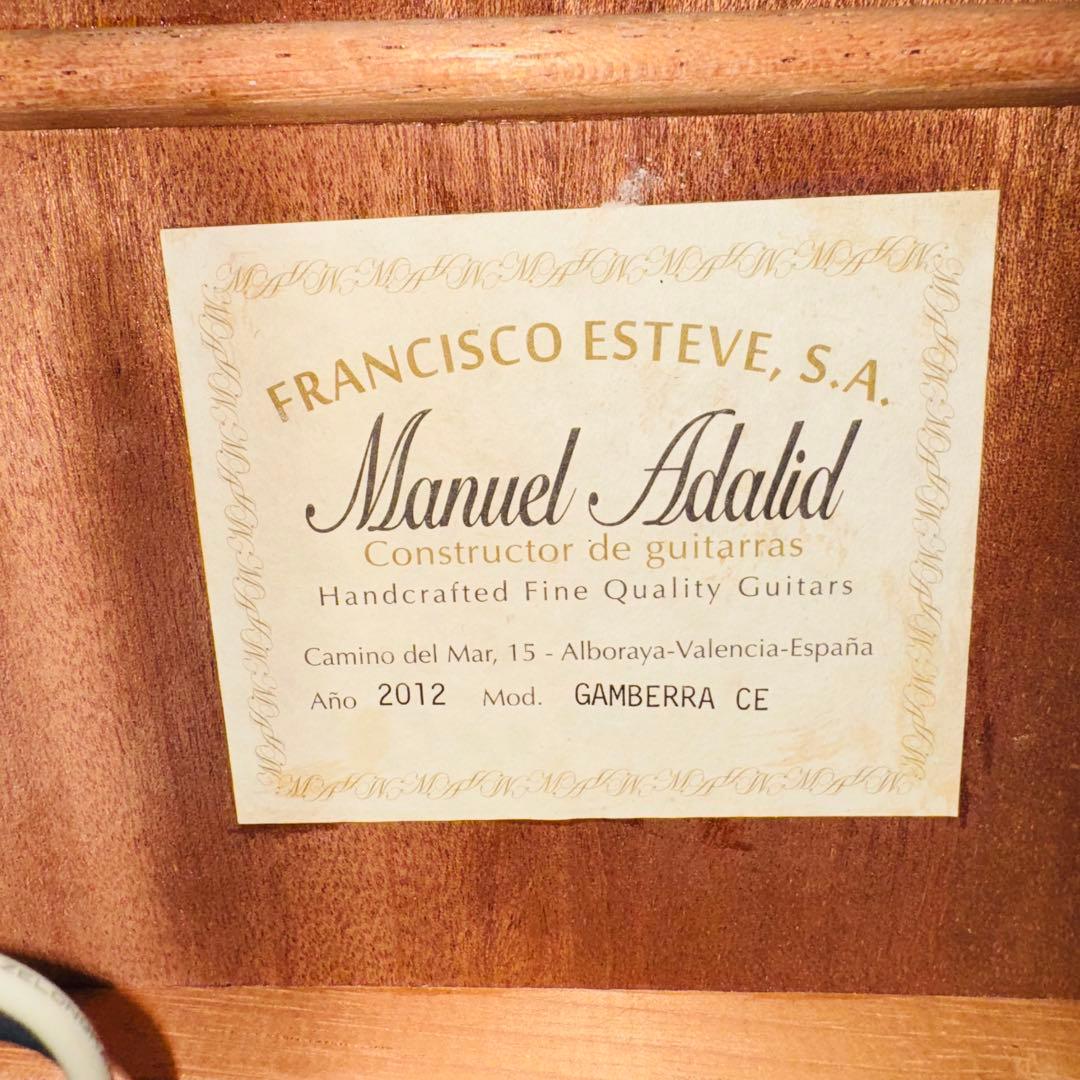 FRANCISCO ESTEVE, S.A.
Manuel Adalid
Constructor de guitarras
Handcrafted Fine Quality Guitars
Camino del Mar, 15 - Alboraya-Valencia-España
Año 2012 Mod. GAMBERRA CE